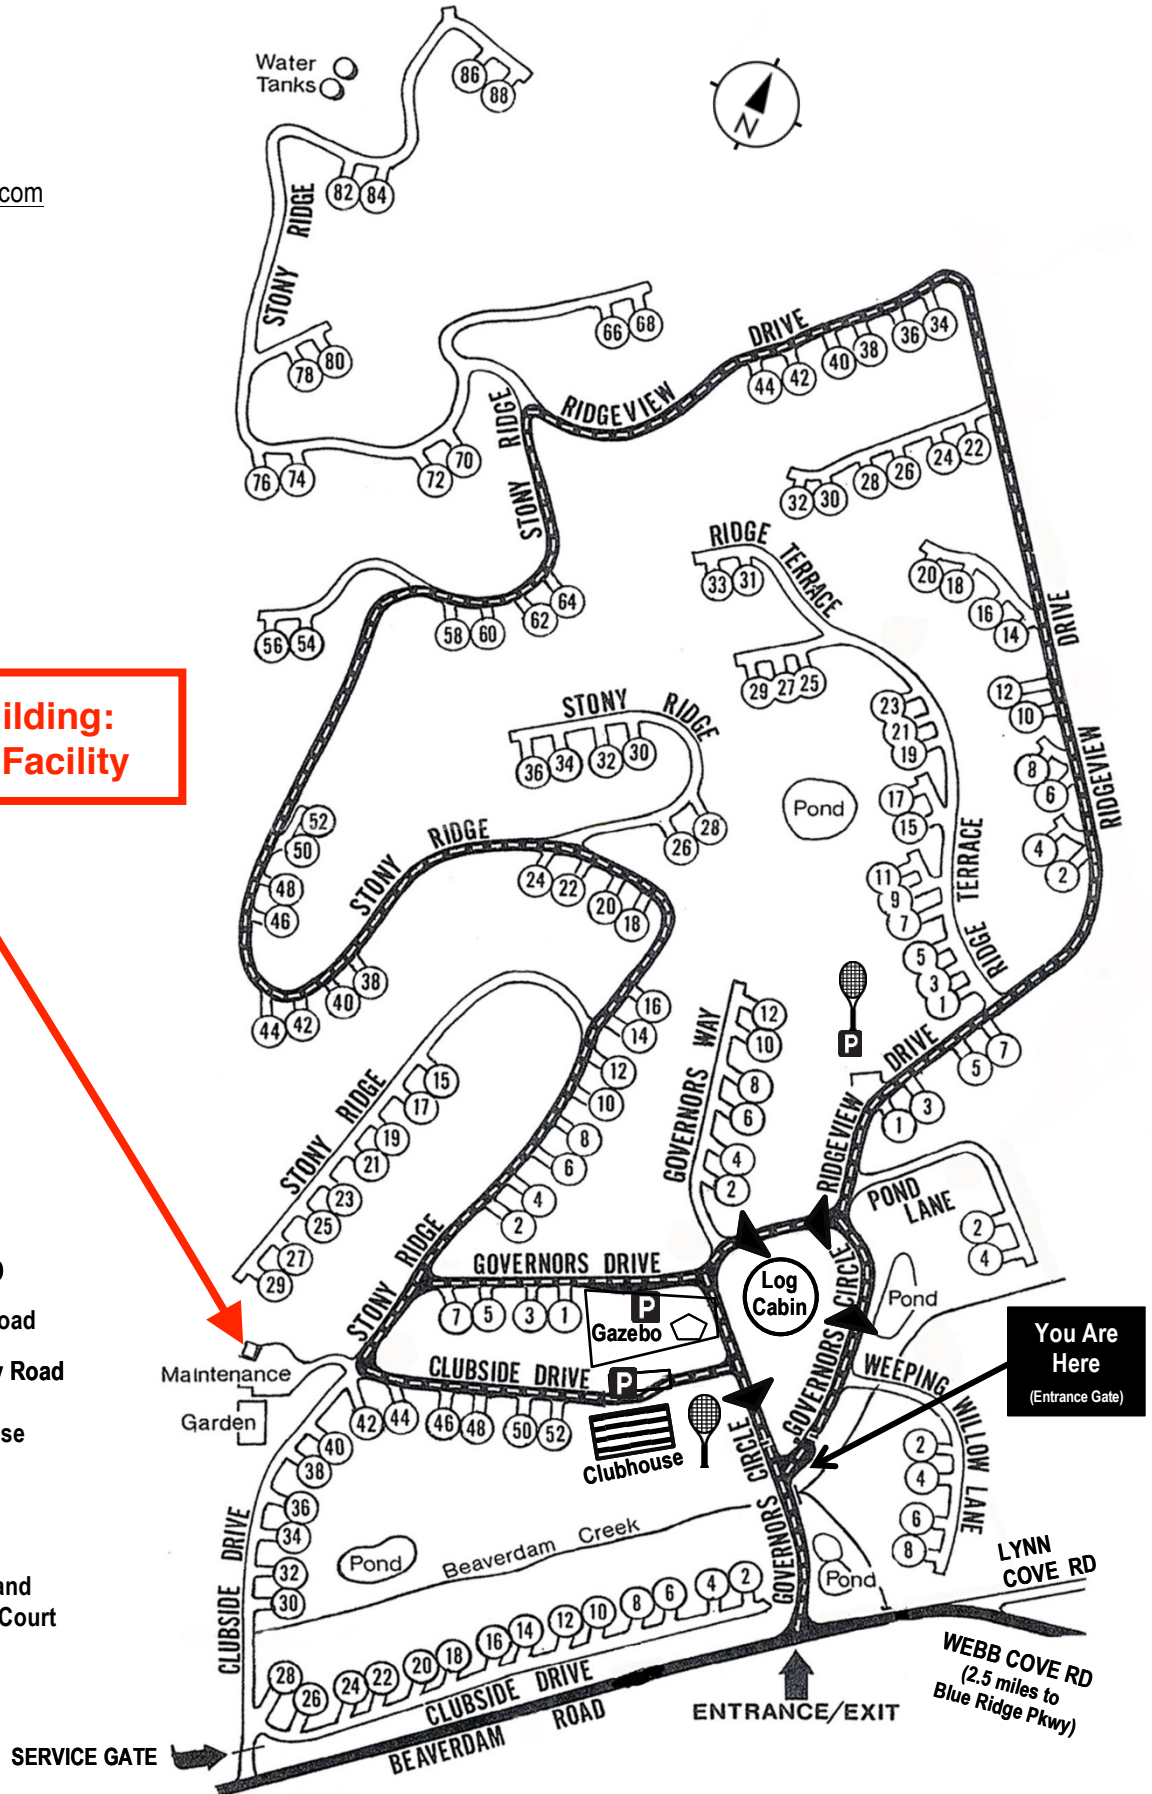 Water
Tanks
86
88
N
82
84
com
STONY RIDGE
66
68
DRIVE
34
36
38
40
42
44
78
80
RIDGEVIEW
STONY RIDGE
70
72
74
76
22
24
26
28
30
32
RIDGE TERRACE
33
31
20
18
16
14
DRIVE
64
62
60
58
54
56
29
27
25
12
10
8
6
4
2
RIDGEVIEW
23
21
19
17
15
11
9
7
5
3
1
RIDGE TERRACE
STONY RIDGE
36
34
32
30
28
26
Pond
ilding:
Facility
52
50
48
46
STONY RIDGE
24
22
20
18
38
40
42
44
16
14
12
10
8
6
4
2
GOVERNORS WAY
12
10
8
6
4
2
P
RIDGEVIEW DRIVE
7
5
3
1
STONY RIDGE
15
17
19
21
23
25
27
29
POND
LANE
2
4
STONY RIDGE
GOVERNORS DRIVE
7
5
3
1
P
Gazebo
Log
Cabin
GOVERNORS CIRCLE
Pond
oad
You Are
Here
(Entrance Gate)
Maintenance
Road
CLUBSIDE DRIVE
P
WEEPING WILLOW LANE
Garden
42
44
46
48
50
52
Clubhouse
GOVERNORS CIRCLE
2
4
6
8
se
40
38
36
34
32
30
CLUBSIDE DRIVE
Pond
Beaverdam Creek
Pond
LYNN
COVE RD
and
Court
28
26
24
22
20
18
16
14
12
10
8
6
4
2
CLUBSIDE DRIVE
BEAVERDAM ROAD
ENTRANCE/EXIT
WEBB COVE RD
(2.5 miles to
Blue Ridge Pkwy)
SERVICE GATE